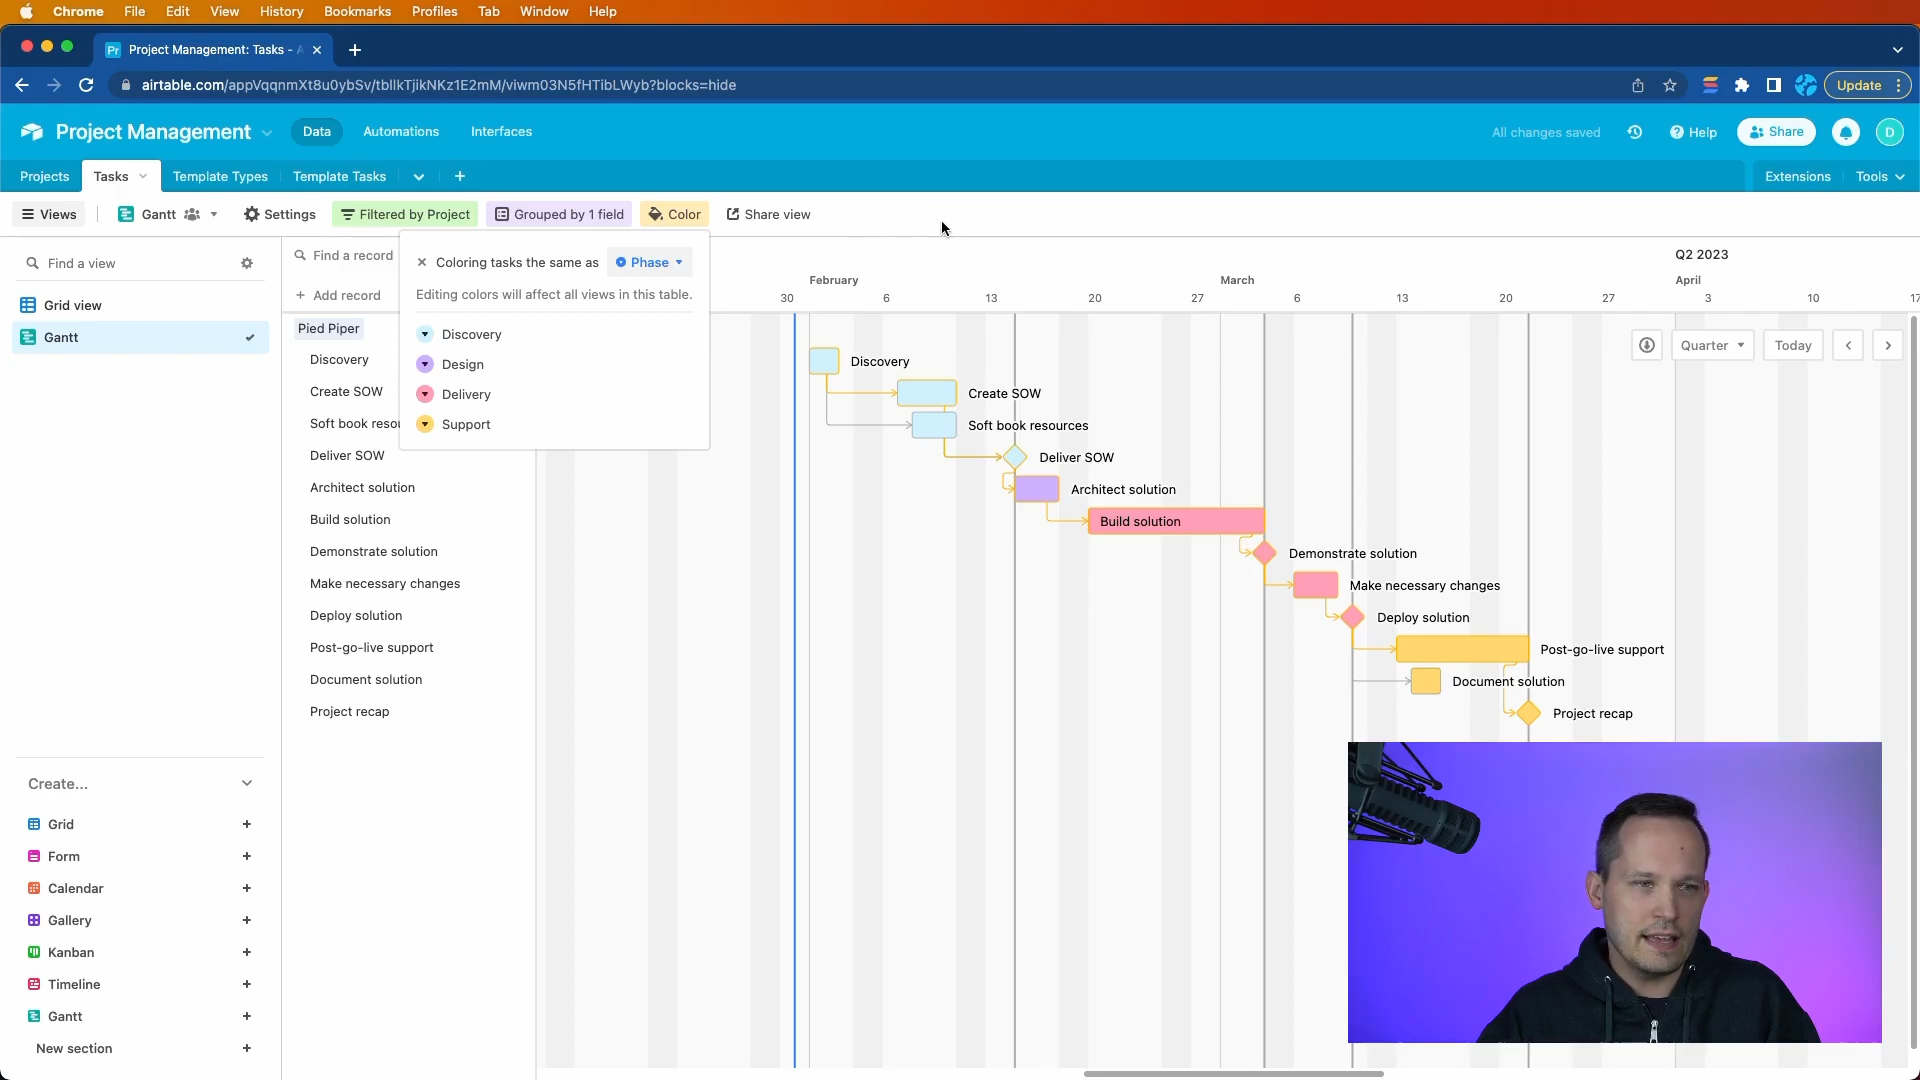 Chrome File Edit View History Bookmarks Profiles Tab Window Help
Pr Project Management: Tasks - A
airtable.com/appVqqnmXt8u0ybSv/tbllkTjikNKz1E2mM/viwm03N5fHTibLWyb?blocks=hide
Update
Project Management Data Automations Interfaces All changes saved Help Share D
Projects Tasks Template Types Template Tasks + Extensions Tools
Views Gantt Settings Filtered by Project Grouped by 1 field Color Share view
Find a view
Grid view
Gantt
Create...
Grid +
Form +
Calendar +
Gallery +
Kanban +
Timeline +
Gantt +
New section +
Find a record
+ Add record
Pied Piper
Discovery
Create SOW
Soft book resou
Deliver SOW
Architect solution
Build solution
Demonstrate solution
Make necessary changes
Deploy solution
Post-go-live support
Document solution
Project recap
Coloring tasks the same as Phase
Editing colors will affect all views in this table.
Discovery
Design
Delivery
Support
Q2 2023
February March April
30 6 13 20 27 6 13 20 27 3 10 17
Quarter Today
Discovery
Create SOW
Soft book resources
Deliver SOW
Architect solution
Build solution
Demonstrate solution
Make necessary changes
Deploy solution
Post-go-live support
Document solution
Project recap